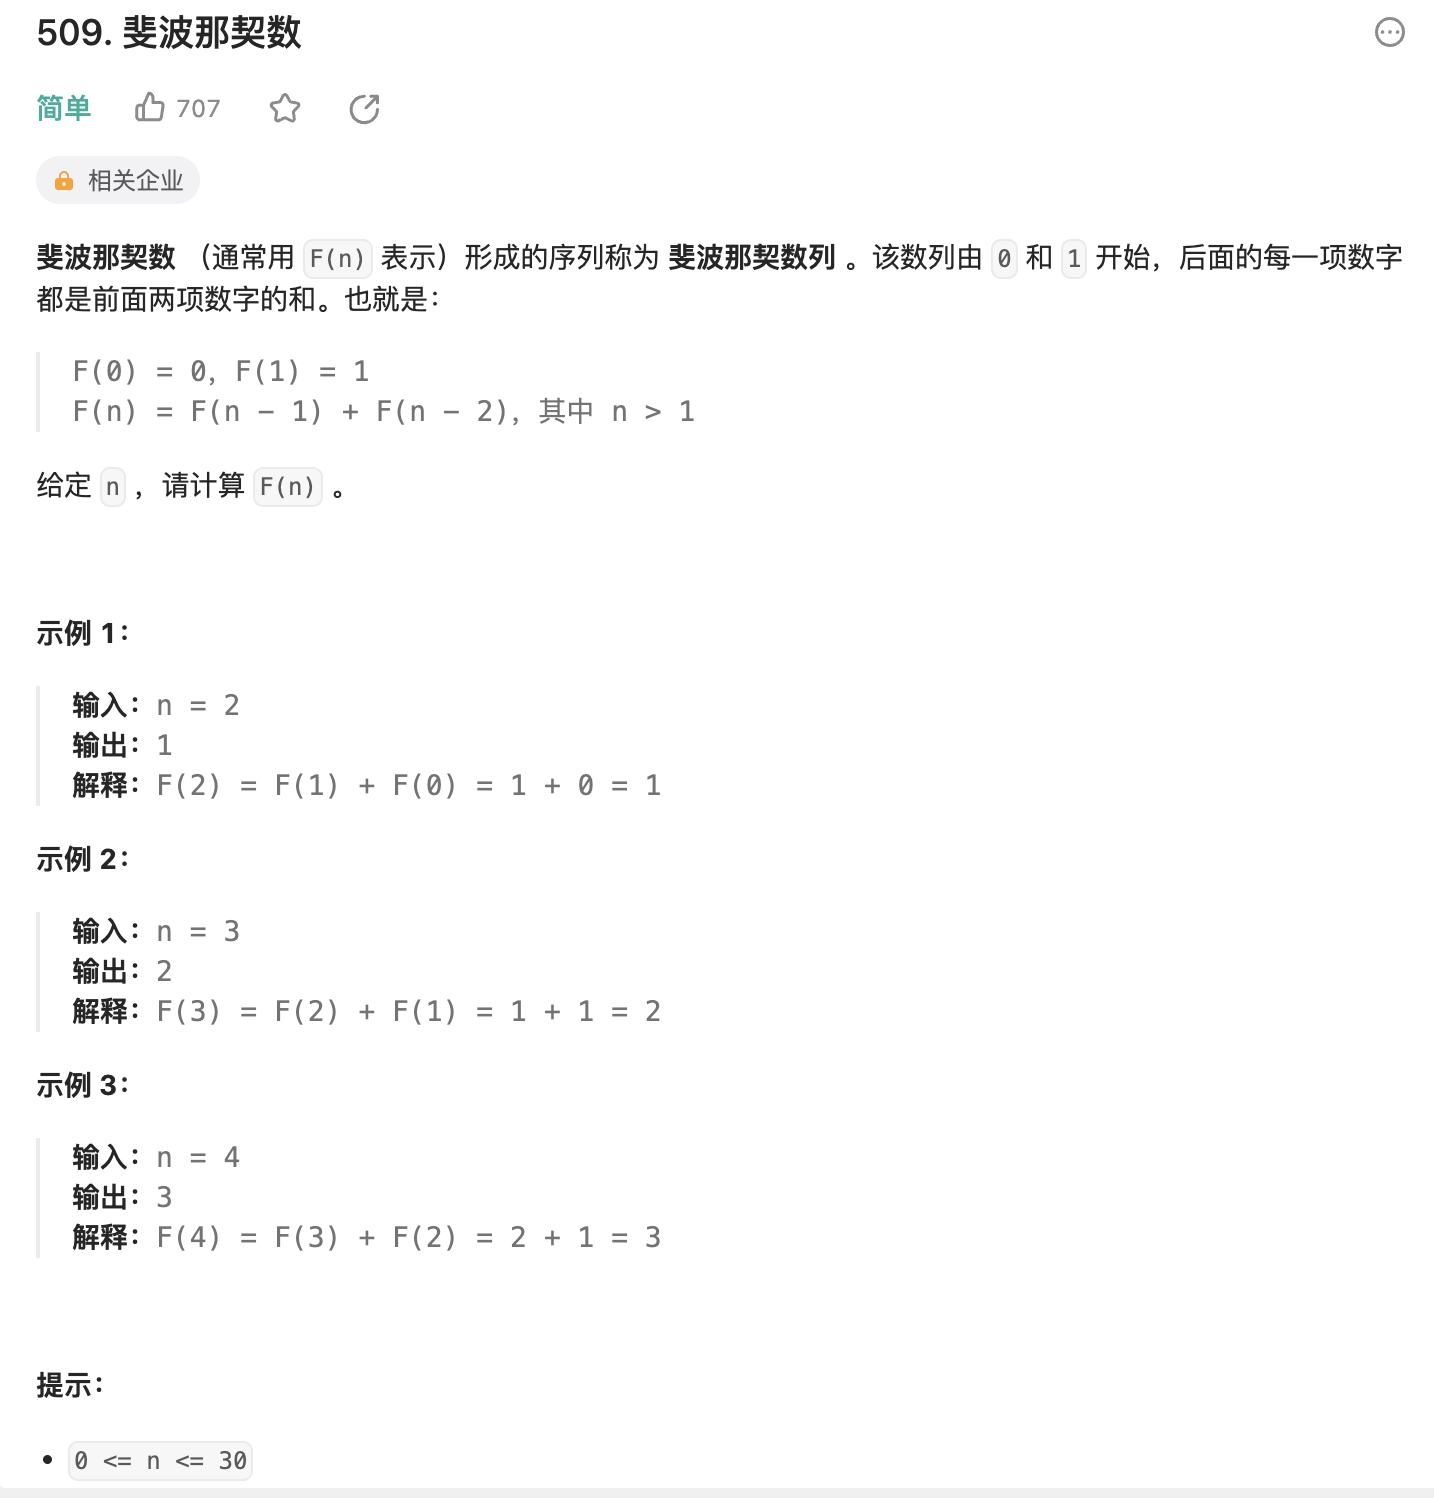 509. 斐波那契数
简单 707
相关企业
斐波那契数 （通常用 F(n) 表示）形成的序列称为 斐波那契数列 。该数列由 0 和 1 开始，后面的每一项数字
都是前面两项数字的和。也就是：
F(0) = 0，F(1) = 1
F(n) = F(n - 1) + F(n - 2)，其中 n > 1
给定 n ，请计算 F(n) 。
示例 1：
输入：n = 2
输出：1
解释：F(2) = F(1) + F(0) = 1 + 0 = 1
示例 2：
输入：n = 3
输出：2
解释：F(3) = F(2) + F(1) = 1 + 1 = 2
示例 3：
输入：n = 4
输出：3
解释：F(4) = F(3) + F(2) = 2 + 1 = 3
提示：
• 0 <= n <= 30